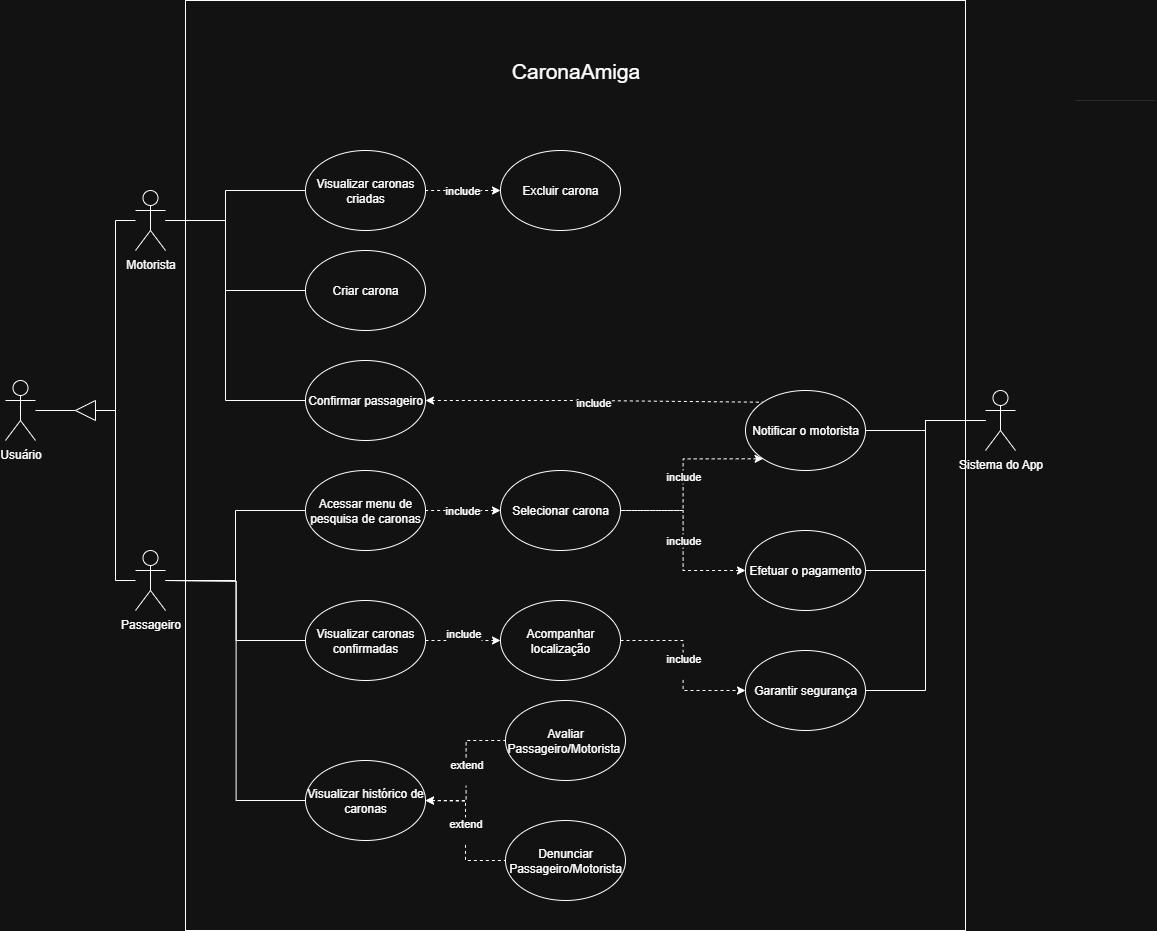 CaronaAmiga
Visualizar caronas
criadas
include
Excluir carona
Motorista
Criar carona
Confirmar passageiro
include
Notificar o motorista
Usuário
Sistema do App
Acessar menu de
pesquisa de caronas
include
Selecionar carona
include
include
Efetuar o pagamento
Passageiro
Visualizar caronas
confirmadas
include
Acompanhar
localização
include
Garantir segurança
Avaliar
Passageiro/Motorista
extend
Visualizar histórico de
caronas
extend
Denunciar
Passageiro/Motorista